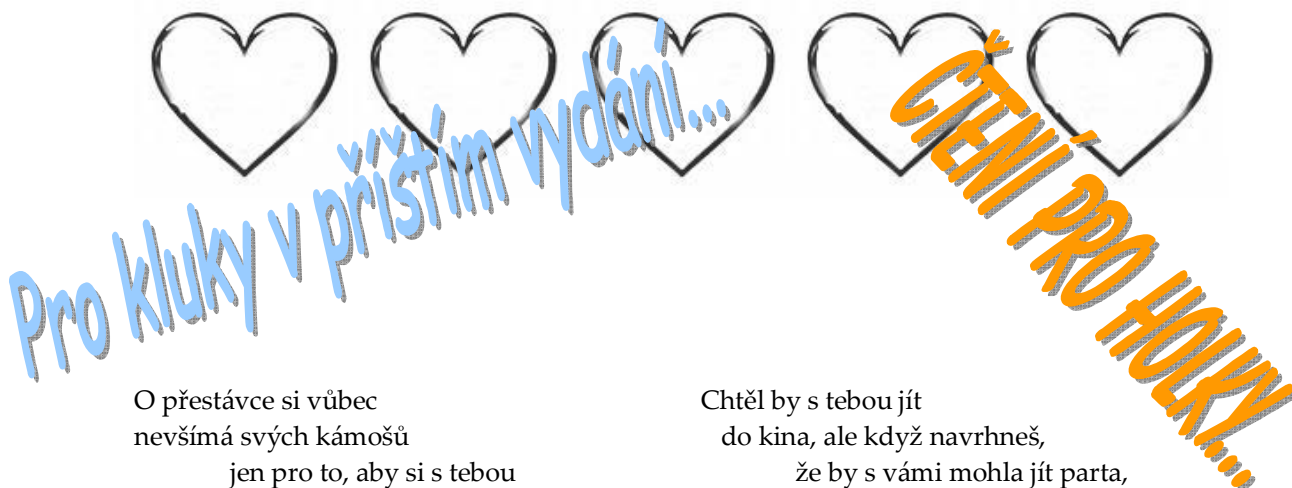 Pro kluky v příštím vydání...
ČTENÍ PRO HOLKY...
O přestávce si vůbec
nevšímá svých kámošů
jen pro to, aby si s tebou
Chtěl by s tebou jít
do kina, ale když navrhneš,
že by s vámi mohla jít parta,